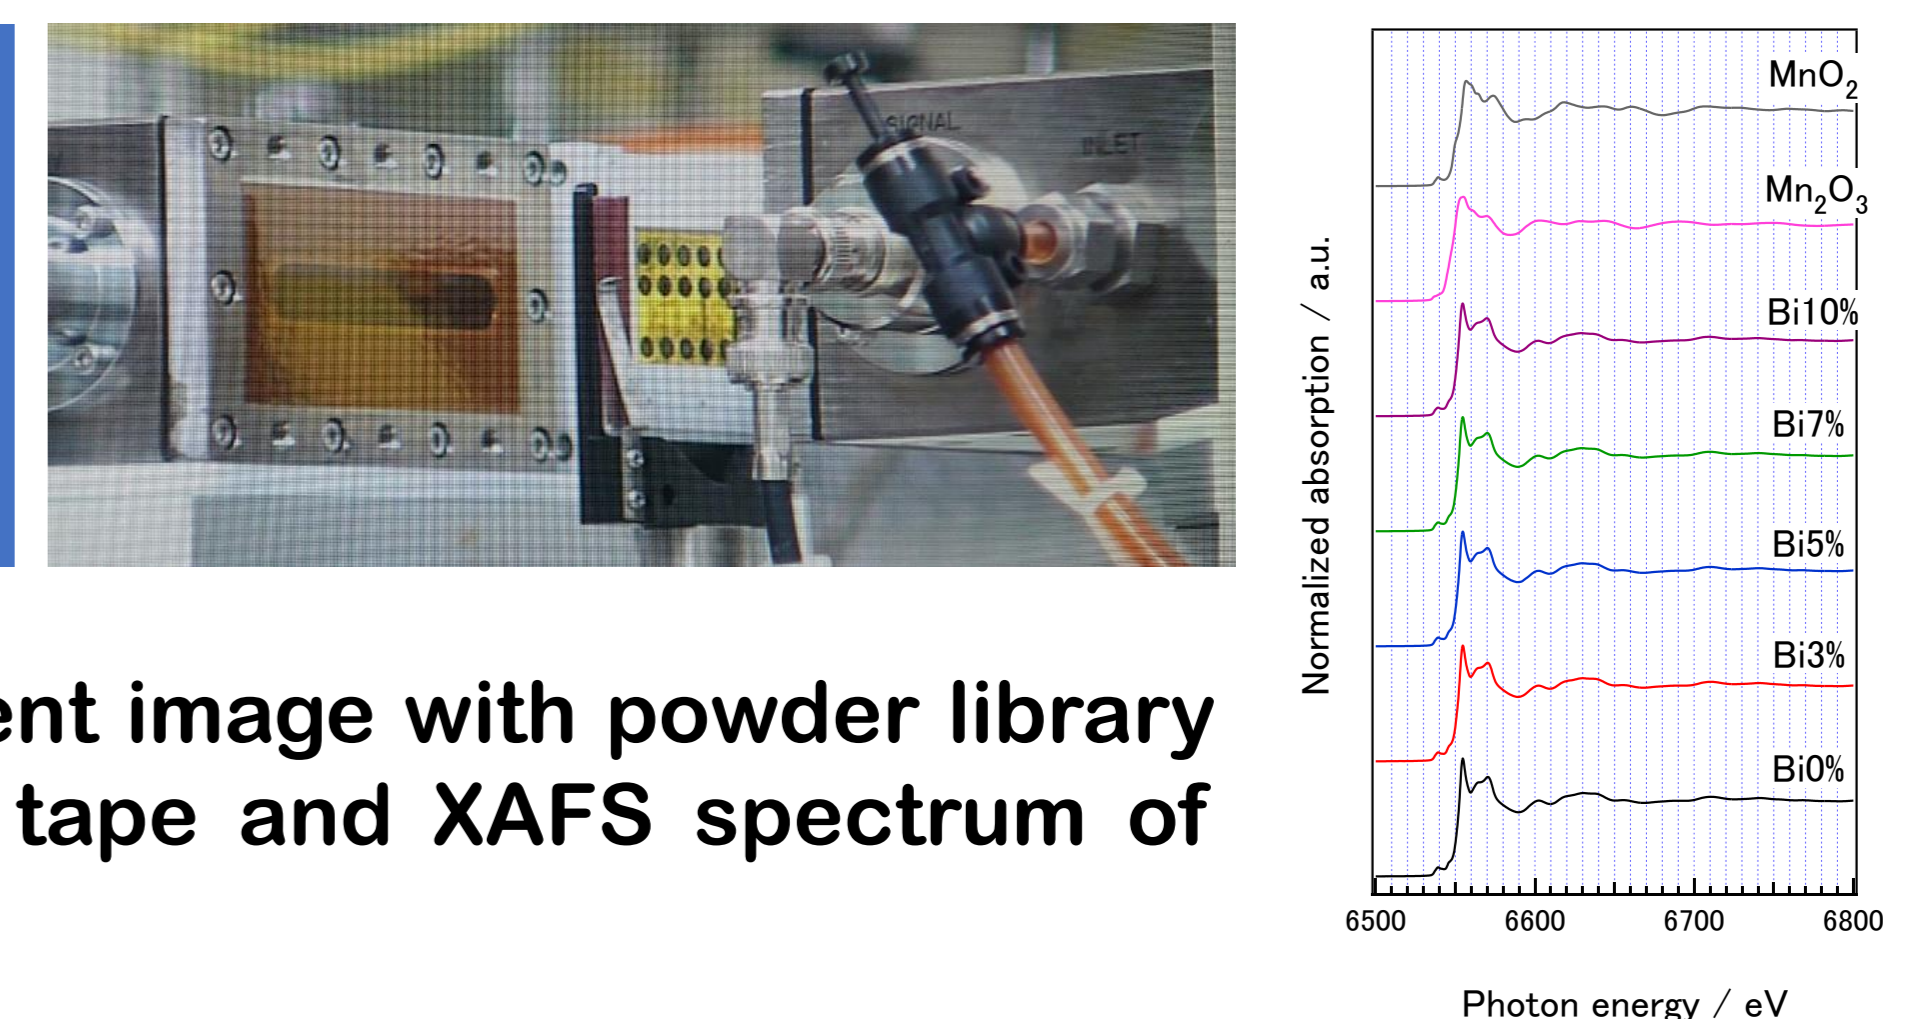 SIGNAL
INLET
ent image with powder library
tape and XAFS spectrum of
Normalized absorption / a.u.
MnO₂
Mn₂O₃
Bi10%
Bi7%
Bi5%
Bi3%
Bi0%
6500 6600 6700 6800
Photon energy / eV